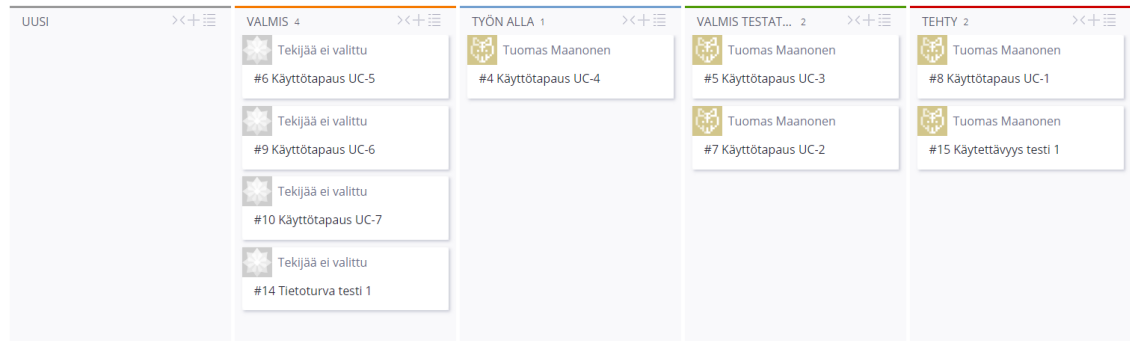 UUSI
VALMIS 4
Tekijää ei valittu
#6 Käyttötapaus UC-5
Tekijää ei valittu
#9 Käyttötapaus UC-6
Tekijää ei valittu
#10 Käyttötapaus UC-7
Tekijää ei valittu
#14 Tietoturva testi 1
TYÖN ALLA 1
Tuomas Maanonen
#4 Käyttötapaus UC-4
VALMIS TESTAT... 2
Tuomas Maanonen
#5 Käyttötapaus UC-3
Tuomas Maanonen
#7 Käyttötapaus UC-2
TEHTY 2
Tuomas Maanonen
#8 Käyttötapaus UC-1
Tuomas Maanonen
#15 Käytettävyys testi 1